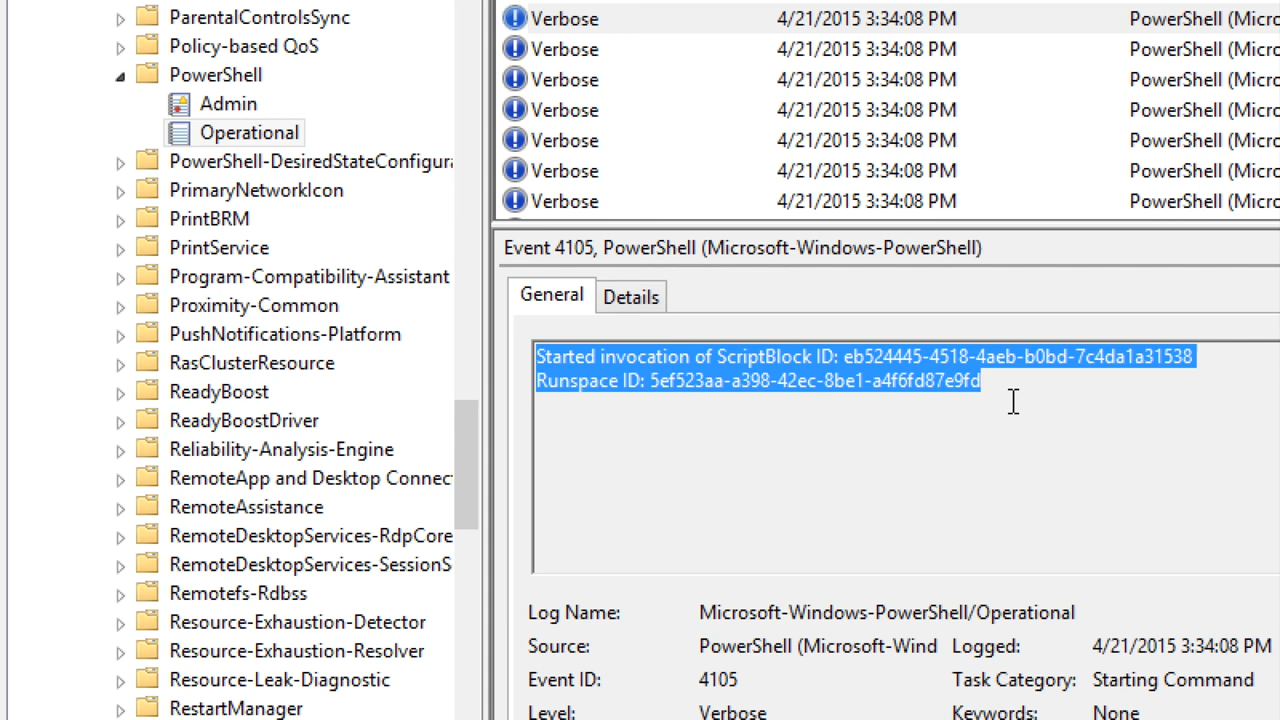 ParentalControlsSync
Policy-based QoS
PowerShell
Admin
Operational
PowerShell-DesiredStateConfigura
PrimaryNetworkIcon
PrintBRM
PrintService
Program-Compatibility-Assistant
Proximity-Common
PushNotifications-Platform
RasClusterResource
ReadyBoost
ReadyBoostDriver
Reliability-Analysis-Engine
RemoteApp and Desktop Connec
RemoteAssistance
RemoteDesktopServices-RdpCore
RemoteDesktopServices-SessionS
Remotefs-Rdbss
Resource-Exhaustion-Detector
Resource-Exhaustion-Resolver
Resource-Leak-Diagnostic
RestartManager
Verbose 4/21/2015 3:34:08 PM PowerShell (Micro
Verbose 4/21/2015 3:34:08 PM PowerShell (Micro
Verbose 4/21/2015 3:34:08 PM PowerShell (Micro
Verbose 4/21/2015 3:34:08 PM PowerShell (Micro
Verbose 4/21/2015 3:34:08 PM PowerShell (Micro
Verbose 4/21/2015 3:34:08 PM PowerShell (Micro
Verbose 4/21/2015 3:34:08 PM PowerShell (Micro
Event 4105, PowerShell (Microsoft-Windows-PowerShell)
General Details
Started invocation of ScriptBlock ID: eb524445-4518-4aeb-b0bd-7c4da1a31538
Runspace ID: 5ef523aa-a398-42ec-8be1-a4f6fd87e9fd
Log Name: Microsoft-Windows-PowerShell/Operational
Source: PowerShell (Microsoft-Wind Logged: 4/21/2015 3:34:08 PM
Event ID: 4105 Task Category: Starting Command
Level: Verbose Keywords: None